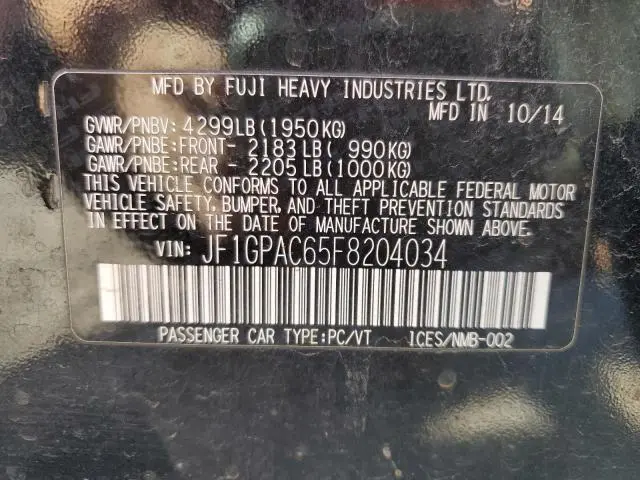 MFD BY FUJI HEAVY INDUSTRIES LTD.
MFD IN 10/14
GVWR/PNBV: 4299LB(1950KG)
GAWR/PNBE:FRONT- 2183LB( 990KG)
GAWR/PNBE:REAR - 2205LB(1000KG)
THIS VEHICLE CONFORMS TO ALL APPLICABLE FEDERAL MOTOR
VEHICLE SAFETY, BUMPER, AND THEFT PREVENTION STANDARDS
IN EFFECT ON THE DATE OF MANUFACTURE SHOWN ABOVE.
VIN: JF1GPAC65F8204034
PASSENGER CAR TYPE:PC/VT ICES/NMB-002